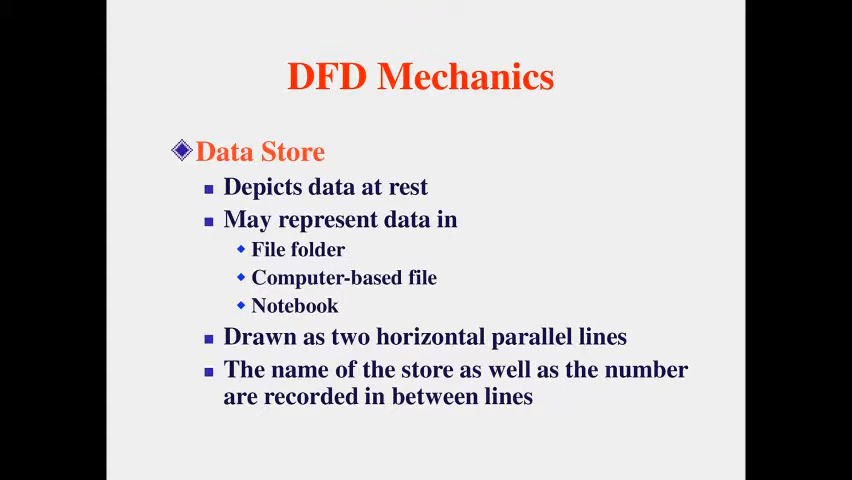 DFD Mechanics
Data Store
Depicts data at rest
May represent data in
File folder
Computer-based file
Notebook
Drawn as two horizontal parallel lines
The name of the store as well as the number
are recorded in between lines